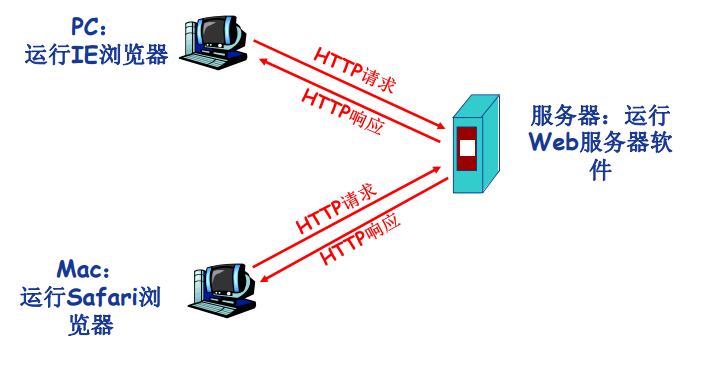 PC：
运行IE浏览器
HTTP请求
HTTP响应
服务器：运行
Web服务器软
件
HTTP请求
HTTP响应
Mac：
运行Safari浏
览器